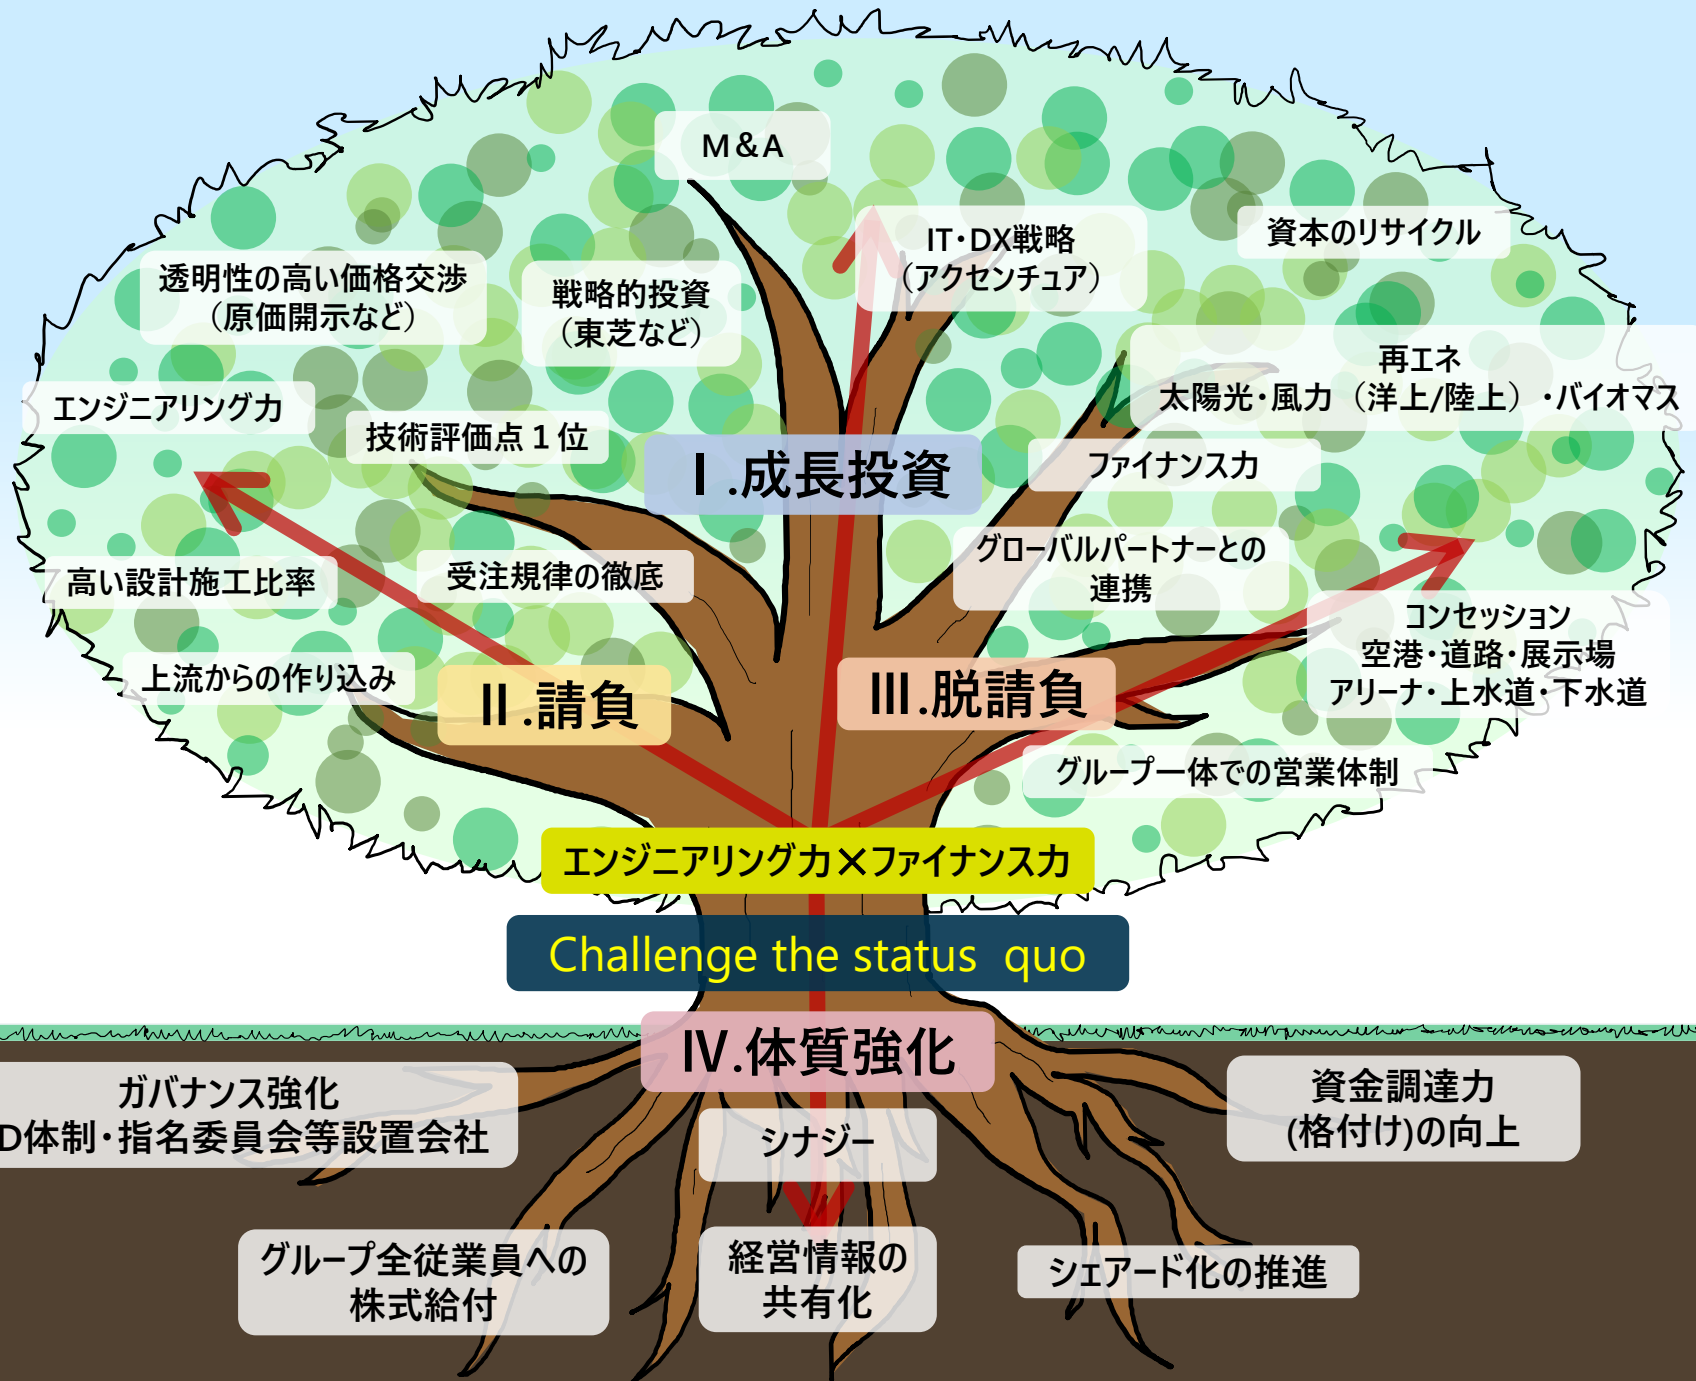 M&A
IT・DX戦略
（アクセンチュア）
資本のリサイクル
透明性の高い価格交渉
（原価開示など）
戦略的投資
（東芝など）
再エネ
太陽光・風力（洋上/陸上）・バイオマス
エンジニアリング力
技術評価点１位
Ⅰ.成長投資
ファイナンス力
グローバルパートナーとの
連携
高い設計施工比率
受注規律の徹底
コンセッション
空港・道路・展示場
アリーナ・上水道・下水道
上流からの作り込み
Ⅱ.請負
Ⅲ.脱請負
グループ一体での営業体制
エンジニアリング力×ファイナンス力
Challenge the status quo
Ⅳ.体質強化
ガバナンス強化
D体制・指名委員会等設置会社
シナジー
資金調達力
(格付け)の向上
グループ全従業員への
株式給付
経営情報の
共有化
シェアード化の推進